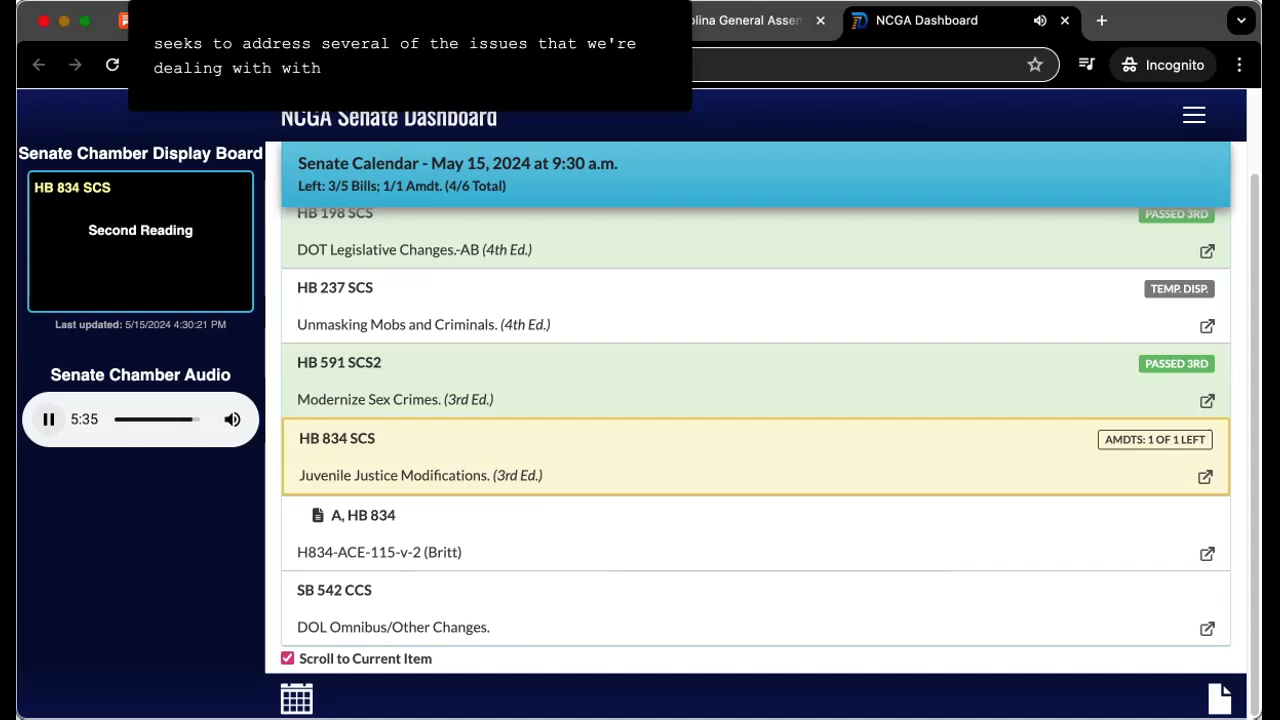 seeks to address several of the issues that we're
dealing with with
olina General Assem
NCGA Dashboard
Incognito
NCGA Senate Dashboard
Senate Chamber Display Board
HB 834 SCS
Second Reading
Last updated: 5/15/2024 4:30:21 PM
Senate Chamber Audio
5:35
Senate Calendar - May 15, 2024 at 9:30 a.m.
Left: 3/5 Bills; 1/1 Amdt. (4/6 Total)
HB 198 SCS
PASSED 3RD
DOT Legislative Changes.-AB (4th Ed.)
HB 237 SCS
TEMP. DISP.
Unmasking Mobs and Criminals. (4th Ed.)
HB 591 SCS2
PASSED 3RD
Modernize Sex Crimes. (3rd Ed.)
HB 834 SCS
AMDTS: 1 OF 1 LEFT
Juvenile Justice Modifications. (3rd Ed.)
A, HB 834
H834-ACE-115-v-2 (Britt)
SB 542 CCS
DOL Omnibus/Other Changes.
Scroll to Current Item